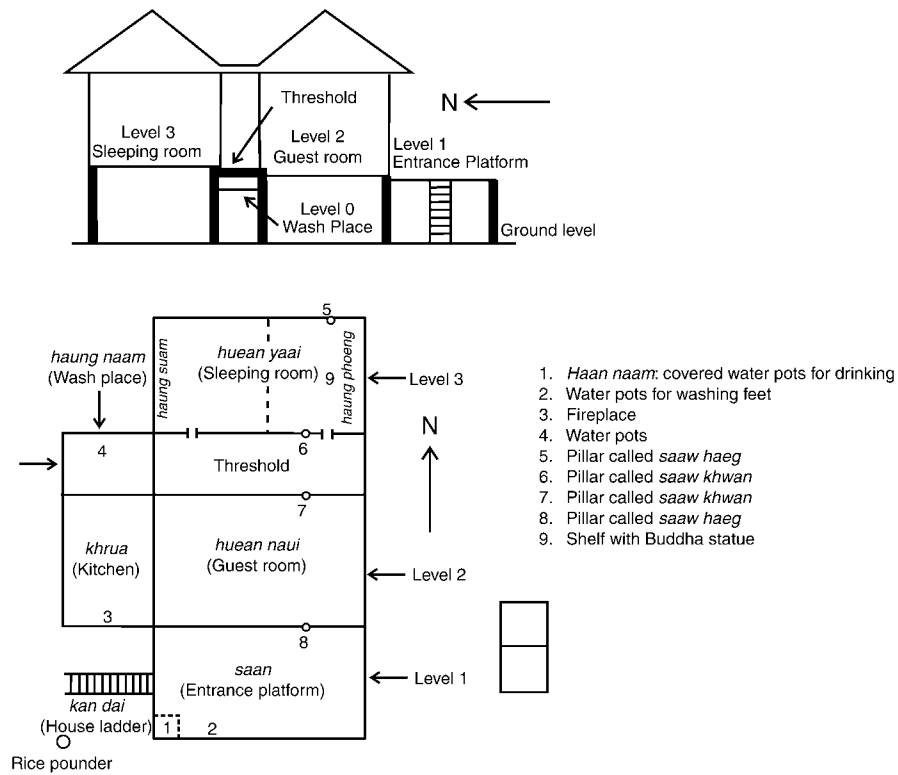 N
Threshold
Level 3
Sleeping room
Level 2
Guest room
Level 1
Entrance Platform
Level 0
Wash Place
Ground level
5
haung naam
(Wash place)
haung suam
huean yaai
(Sleeping room)
9
haung phoeng
Level 3
N
4
6
Threshold
7
khrua
(Kitchen)
huean naui
(Guest room)
Level 2
3
8
saan
(Entrance platform)
Level 1
kan dai
(House ladder)
1
2
Rice pounder
1. Haan naam: covered water pots for drinking
2. Water pots for washing feet
3. Fireplace
4. Water pots
5. Pillar called saaw haeg
6. Pillar called saaw khwan
7. Pillar called saaw khwan
8. Pillar called saaw haeg
9. Shelf with Buddha statue